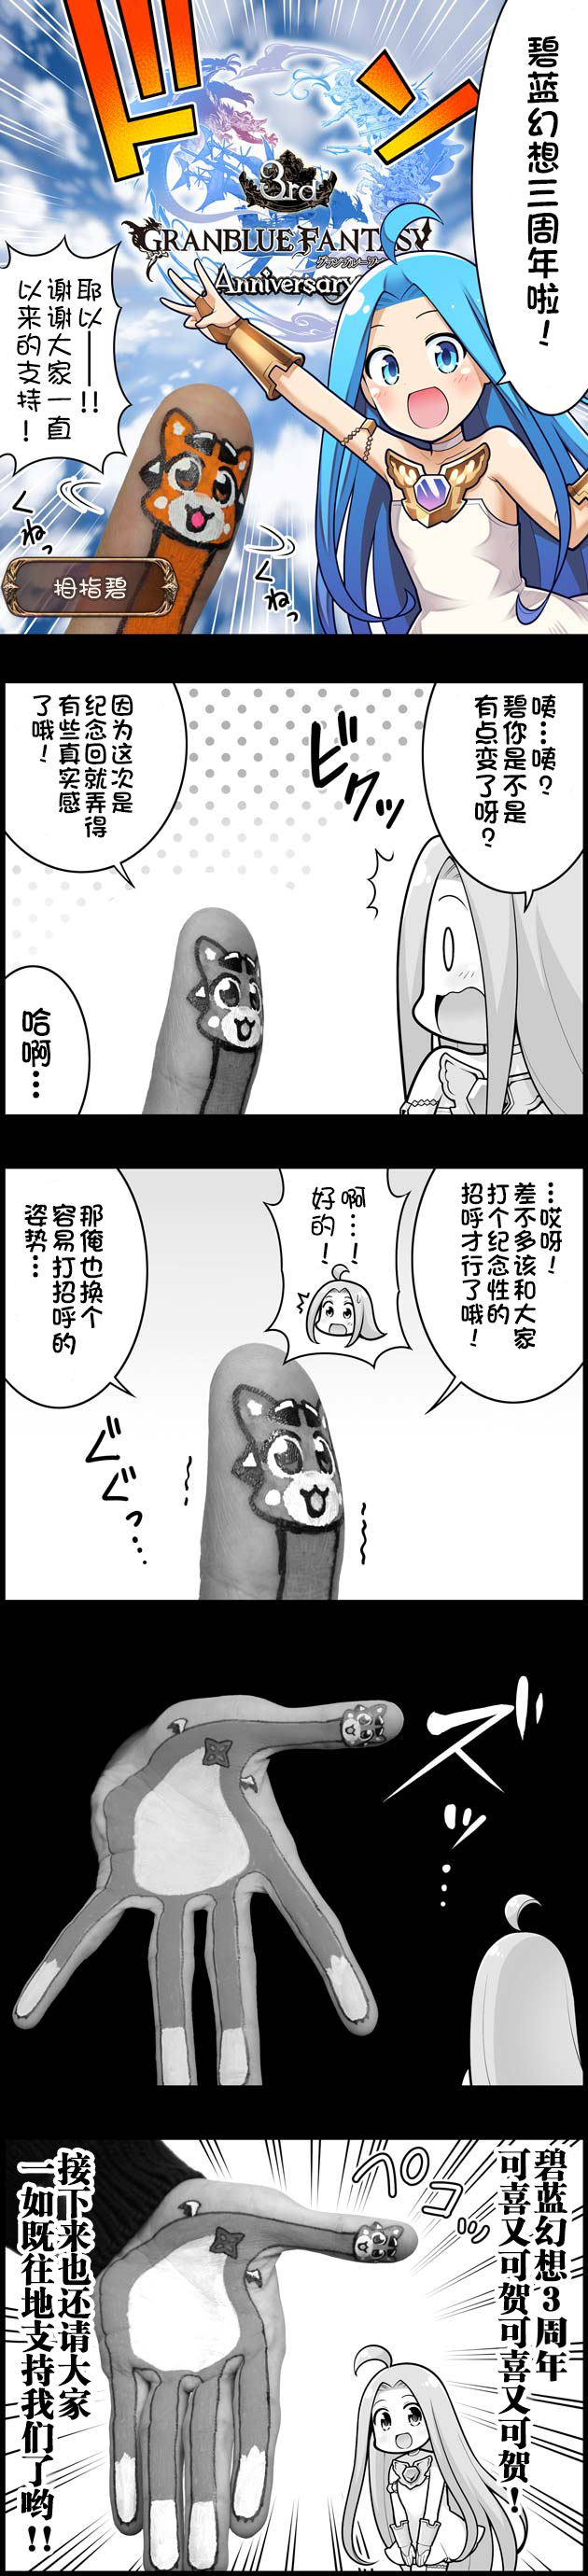 碧蓝幻想三周年啦！
ドン
3rd
GRANBLUE FANTASY
グランブルーファンタジー
Anniversary
耶以——!!
谢谢大家一直
以来的支持！
くねっ
くねっ
拇指碧
咦…咦？
碧你是不是
有点变了呀？
ビクッ
因为这次是
纪念回就弄得
有些真实感
了哦！
哈啊…
…哎呀！
差不多该和大家
打个纪念性的
招呼才行了哦！
啊…！
好的！
那俺也换个
容易打招呼的
姿势…
ぐぐっ…
ズッ…
碧蓝幻想3周年
可喜又可贺可喜又可贺！
ペコッ
接下来也还请大家
一如既往地支持我们了哟!!